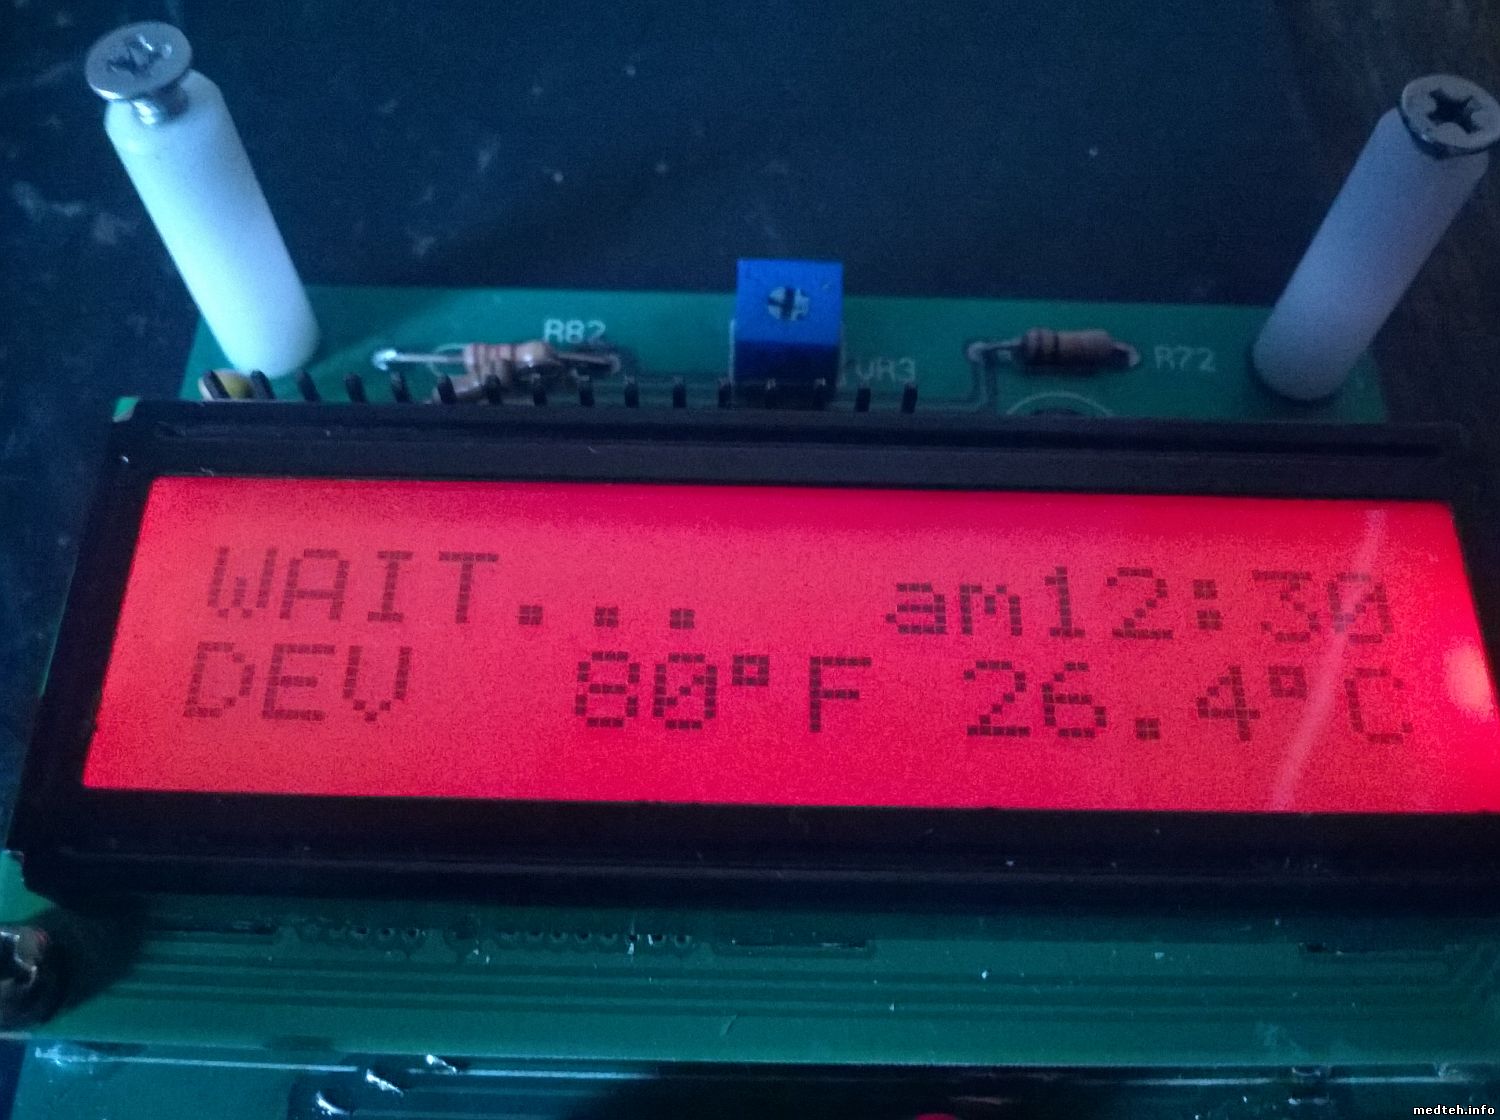 R82
VR3
R72
WAIT... am12:30
DEV 80°F 26.4°C
medteh.info